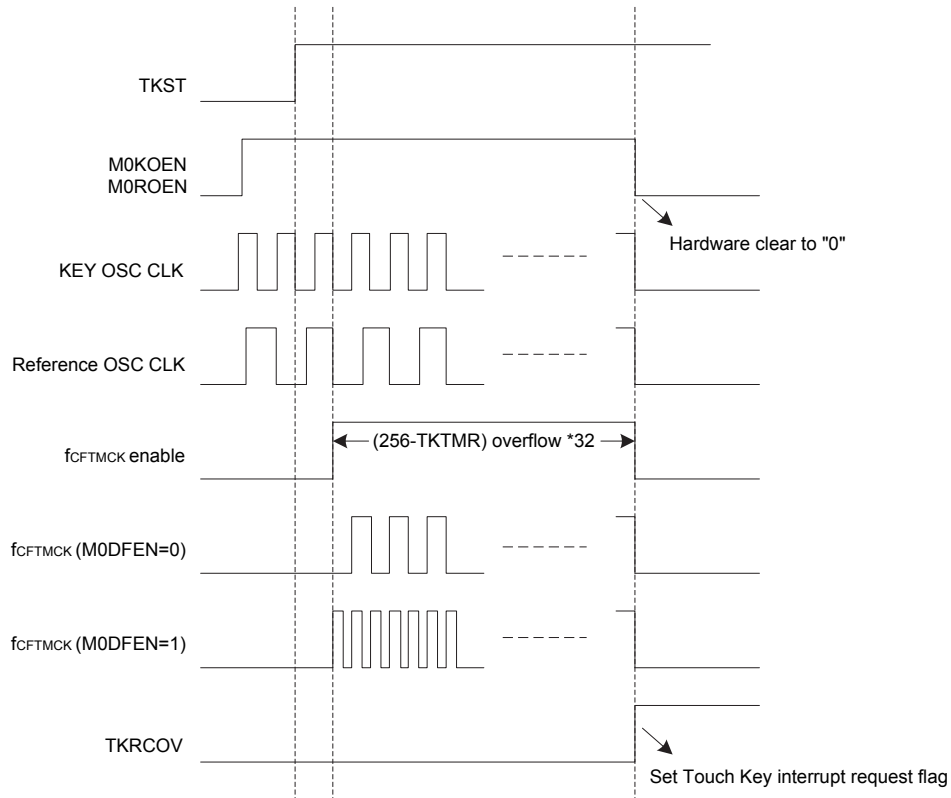 TKST
M0KOEN
M0ROEN
Hardware clear to "0"
KEY OSC CLK
Reference OSC CLK
(256-TKTMR) overflow *32
fCFTMCK enable
fCFTMCK (M0DFEN=0)
fCFTMCK (M0DFEN=1)
TKRCOV
Set Touch Key interrupt request flag